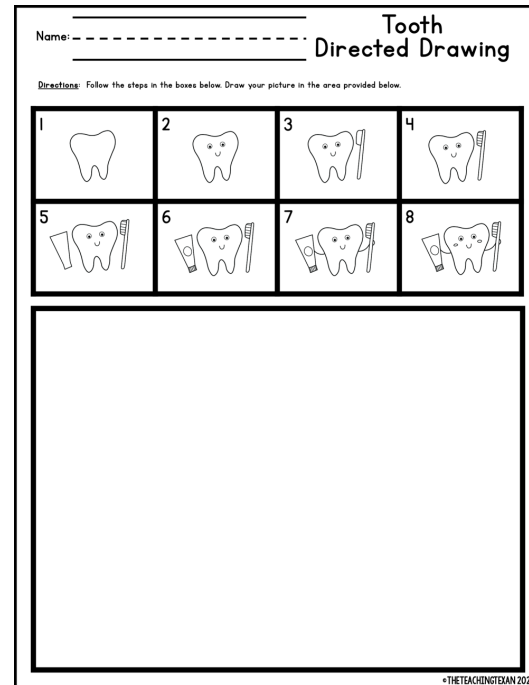 Tooth
Name:
Directed Drawing
Directions: Follow the steps in the boxes below. Draw your picture in the area provided below.
1 2 3 4
5 6 7 8
©THETEACHINGTEXAN